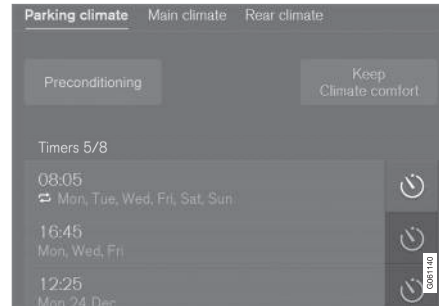 Parking climate Main climate Rear climate
Preconditioning
Keep
Climate comfort
Timers 5/8
08:05
Mon, Tue, Wed, Fri, Sat, Sun
16:45
Mon, Wed, Fri
12:25
Mon 24 Dec
G061140